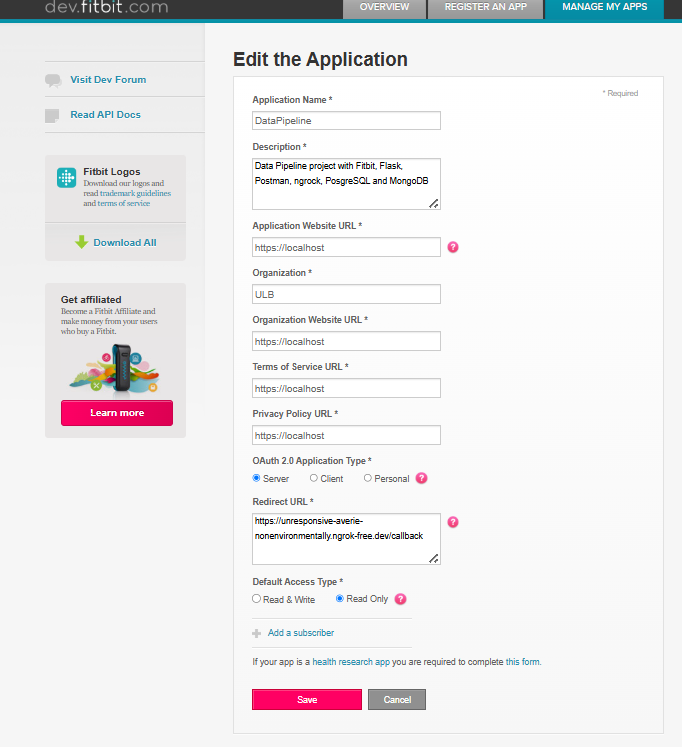 dev.fitbit.com
OVERVIEW
REGISTER AN APP
MANAGE MY APPS
Visit Dev Forum
Read API Docs
Fitbit Logos
Download our logos and
read trademark guidelines
and terms of service
Download All
Get affiliated
Become a Fitbit Affiliate and
make money from your users
who buy a Fitbit.
Learn more
Edit the Application
* Required
Application Name *
DataPipeline
Description *
Data Pipeline project with Fitbit, Flask,
Postman, ngrock, PosgreSQL and MongoDB
Application Website URL *
https://localhost
?
Organization *
ULB
Organization Website URL *
https://localhost
Terms of Service URL *
https://localhost
Privacy Policy URL *
https://localhost
OAuth 2.0 Application Type *
Server Client Personal ?
Redirect URL *
https://unresponsive-averie-
nonenvironmentally.ngrok-free.dev/callback
?
Default Access Type *
Read & Write Read Only ?
Add a subscriber
If your app is a health research app you are required to complete this form.
Save Cancel